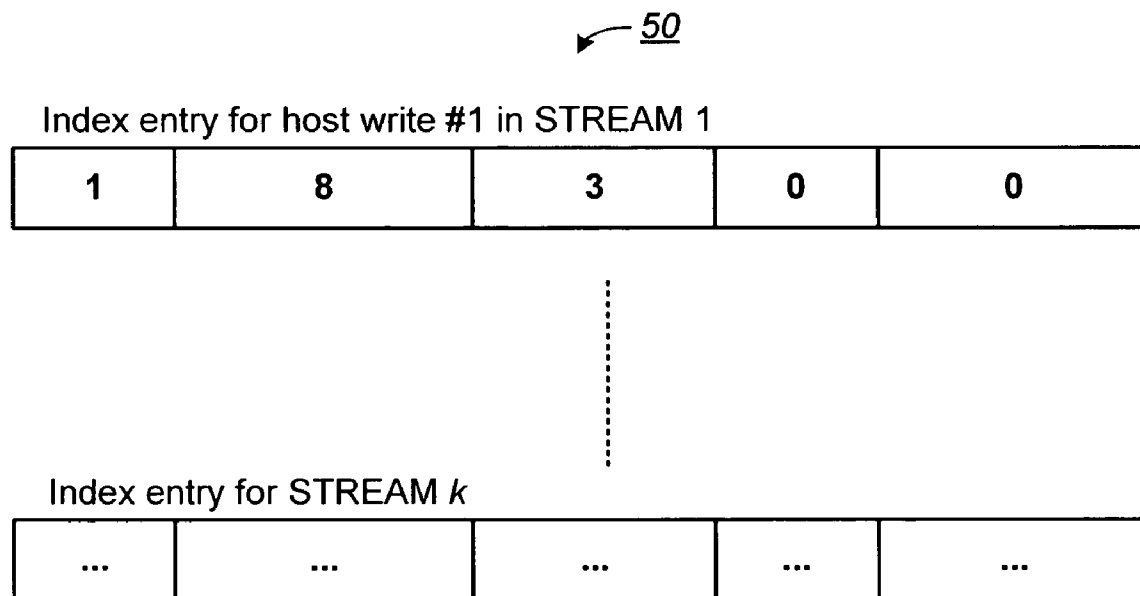 50
Index entry for host write #1 in STREAM 1
1 8 3 0 0
Index entry for STREAM k
... ... ... ... ...